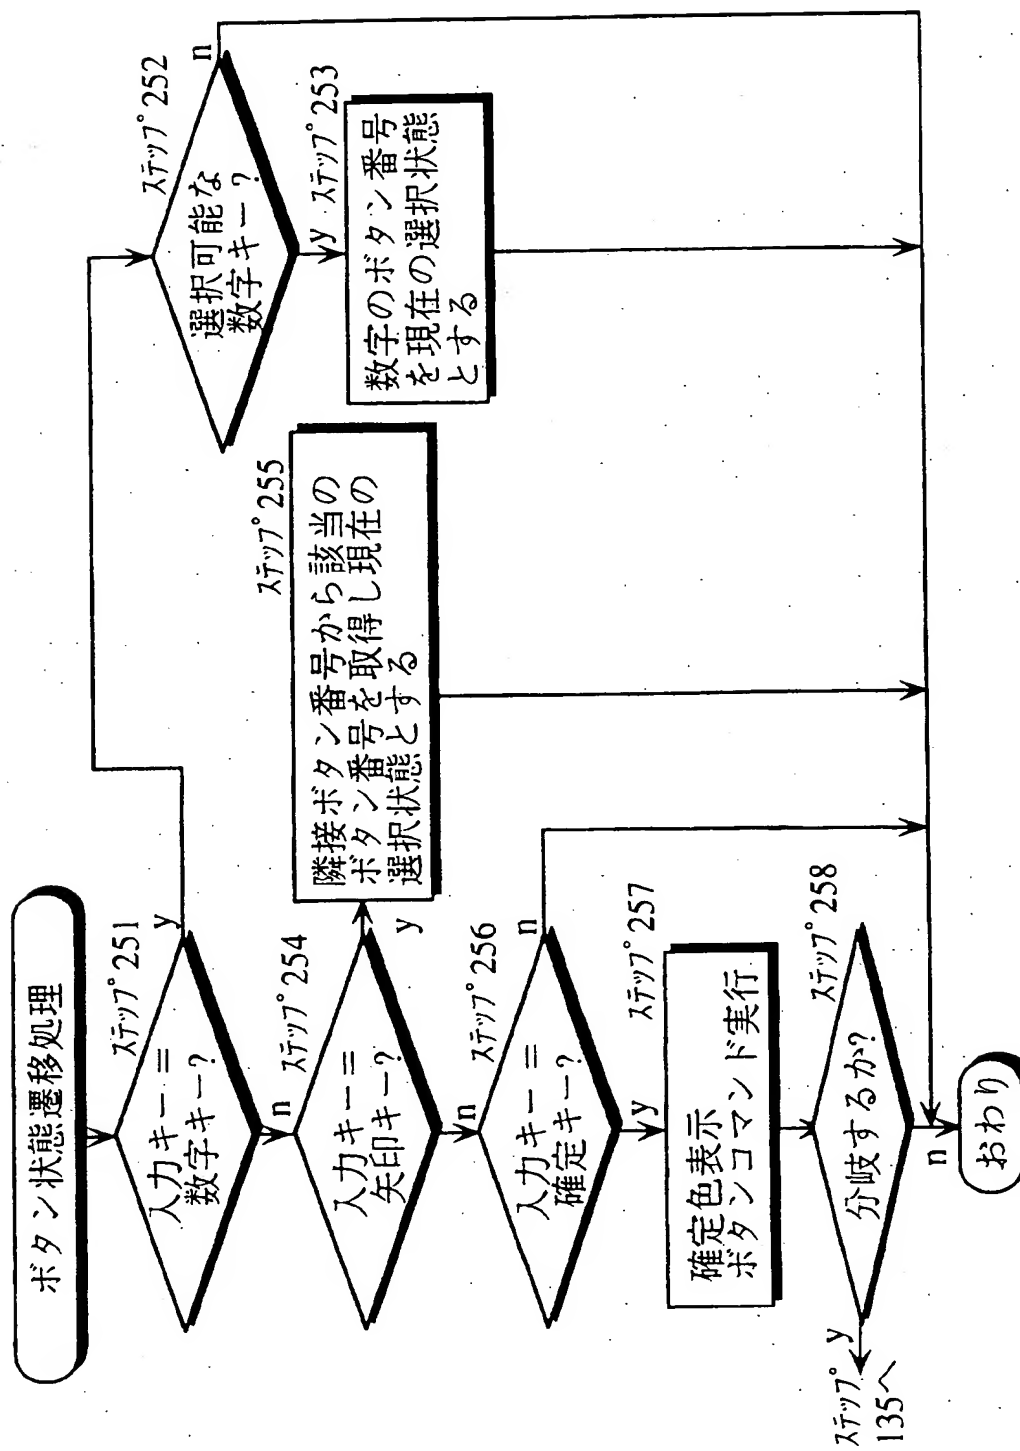 ボタン状態遷移処理
ステップ251
入力キー＝
数字キー？
y
n
ステップ252
選択可能な
数字キー？
n
y
ステップ253
数字のボタン番号
を現在の選択状態
とする
ステップ254
入力キー＝
矢印キー？
y
n
ステップ255
隣接ボタン番号から該当の
ボタン番号を取得し現在の
選択状態とする
ステップ256
入力キー＝
確定キー？
n
y
ステップ257
確定色表示
ボタンコマンド実行
ステップ258
分岐するか？
y
n
ステップ
135へ
おわり